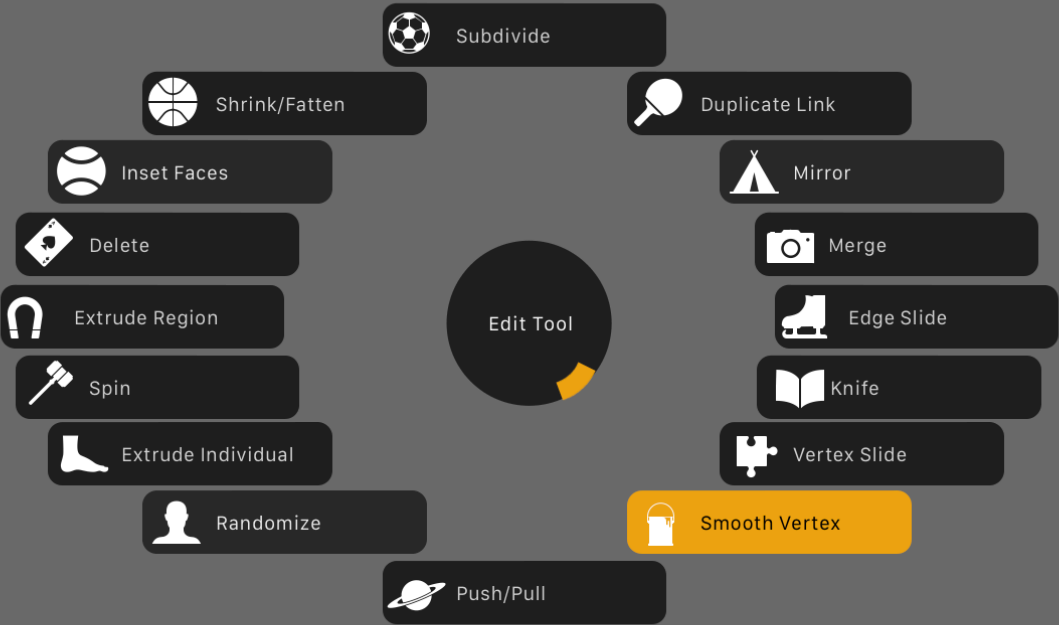 Subdivide
Shrink/Fatten
Duplicate Link
Inset Faces
Mirror
Delete
Merge
Extrude Region
Edit Tool
Edge Slide
Spin
Knife
Extrude Individual
Vertex Slide
Randomize
Smooth Vertex
Push/Pull